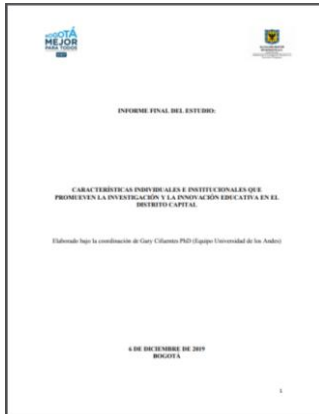 BOGOTÁ
MEJOR
PARA TODOS
INFORME FINAL DEL ESTUDIO:
CARACTERÍSTICAS INDIVIDUALES E INSTITUCIONALES QUE
PROMUEVEN LA INVESTIGACIÓN Y LA INNOVACIÓN EDUCATIVA EN EL
DISTRITO CAPITAL
Elaborado bajo la coordinación de Gary Cifuentes PhD (Equipo Universidad de los Andes)
6 DE DICIEMBRE DE 2019
BOGOTÁ
1